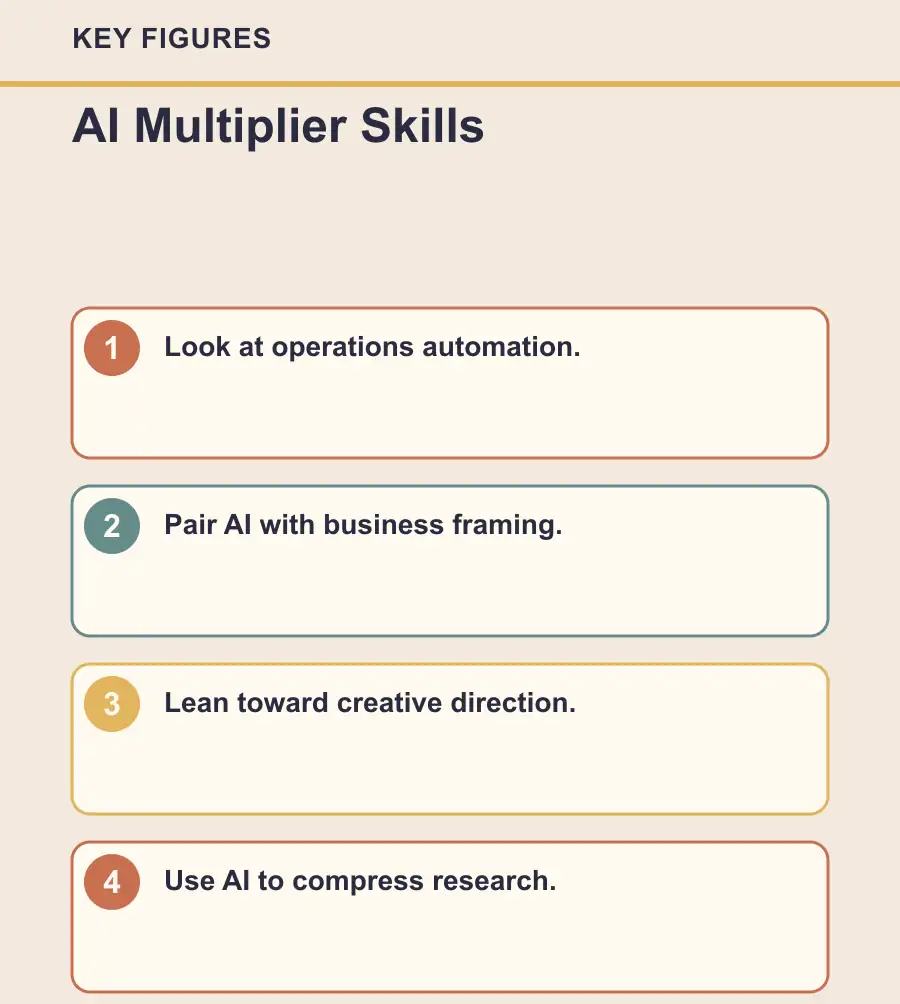 KEY FIGURES
AI Multiplier Skills
1 Look at operations automation.
2 Pair AI with business framing.
3 Lean toward creative direction.
4 Use AI to compress research.